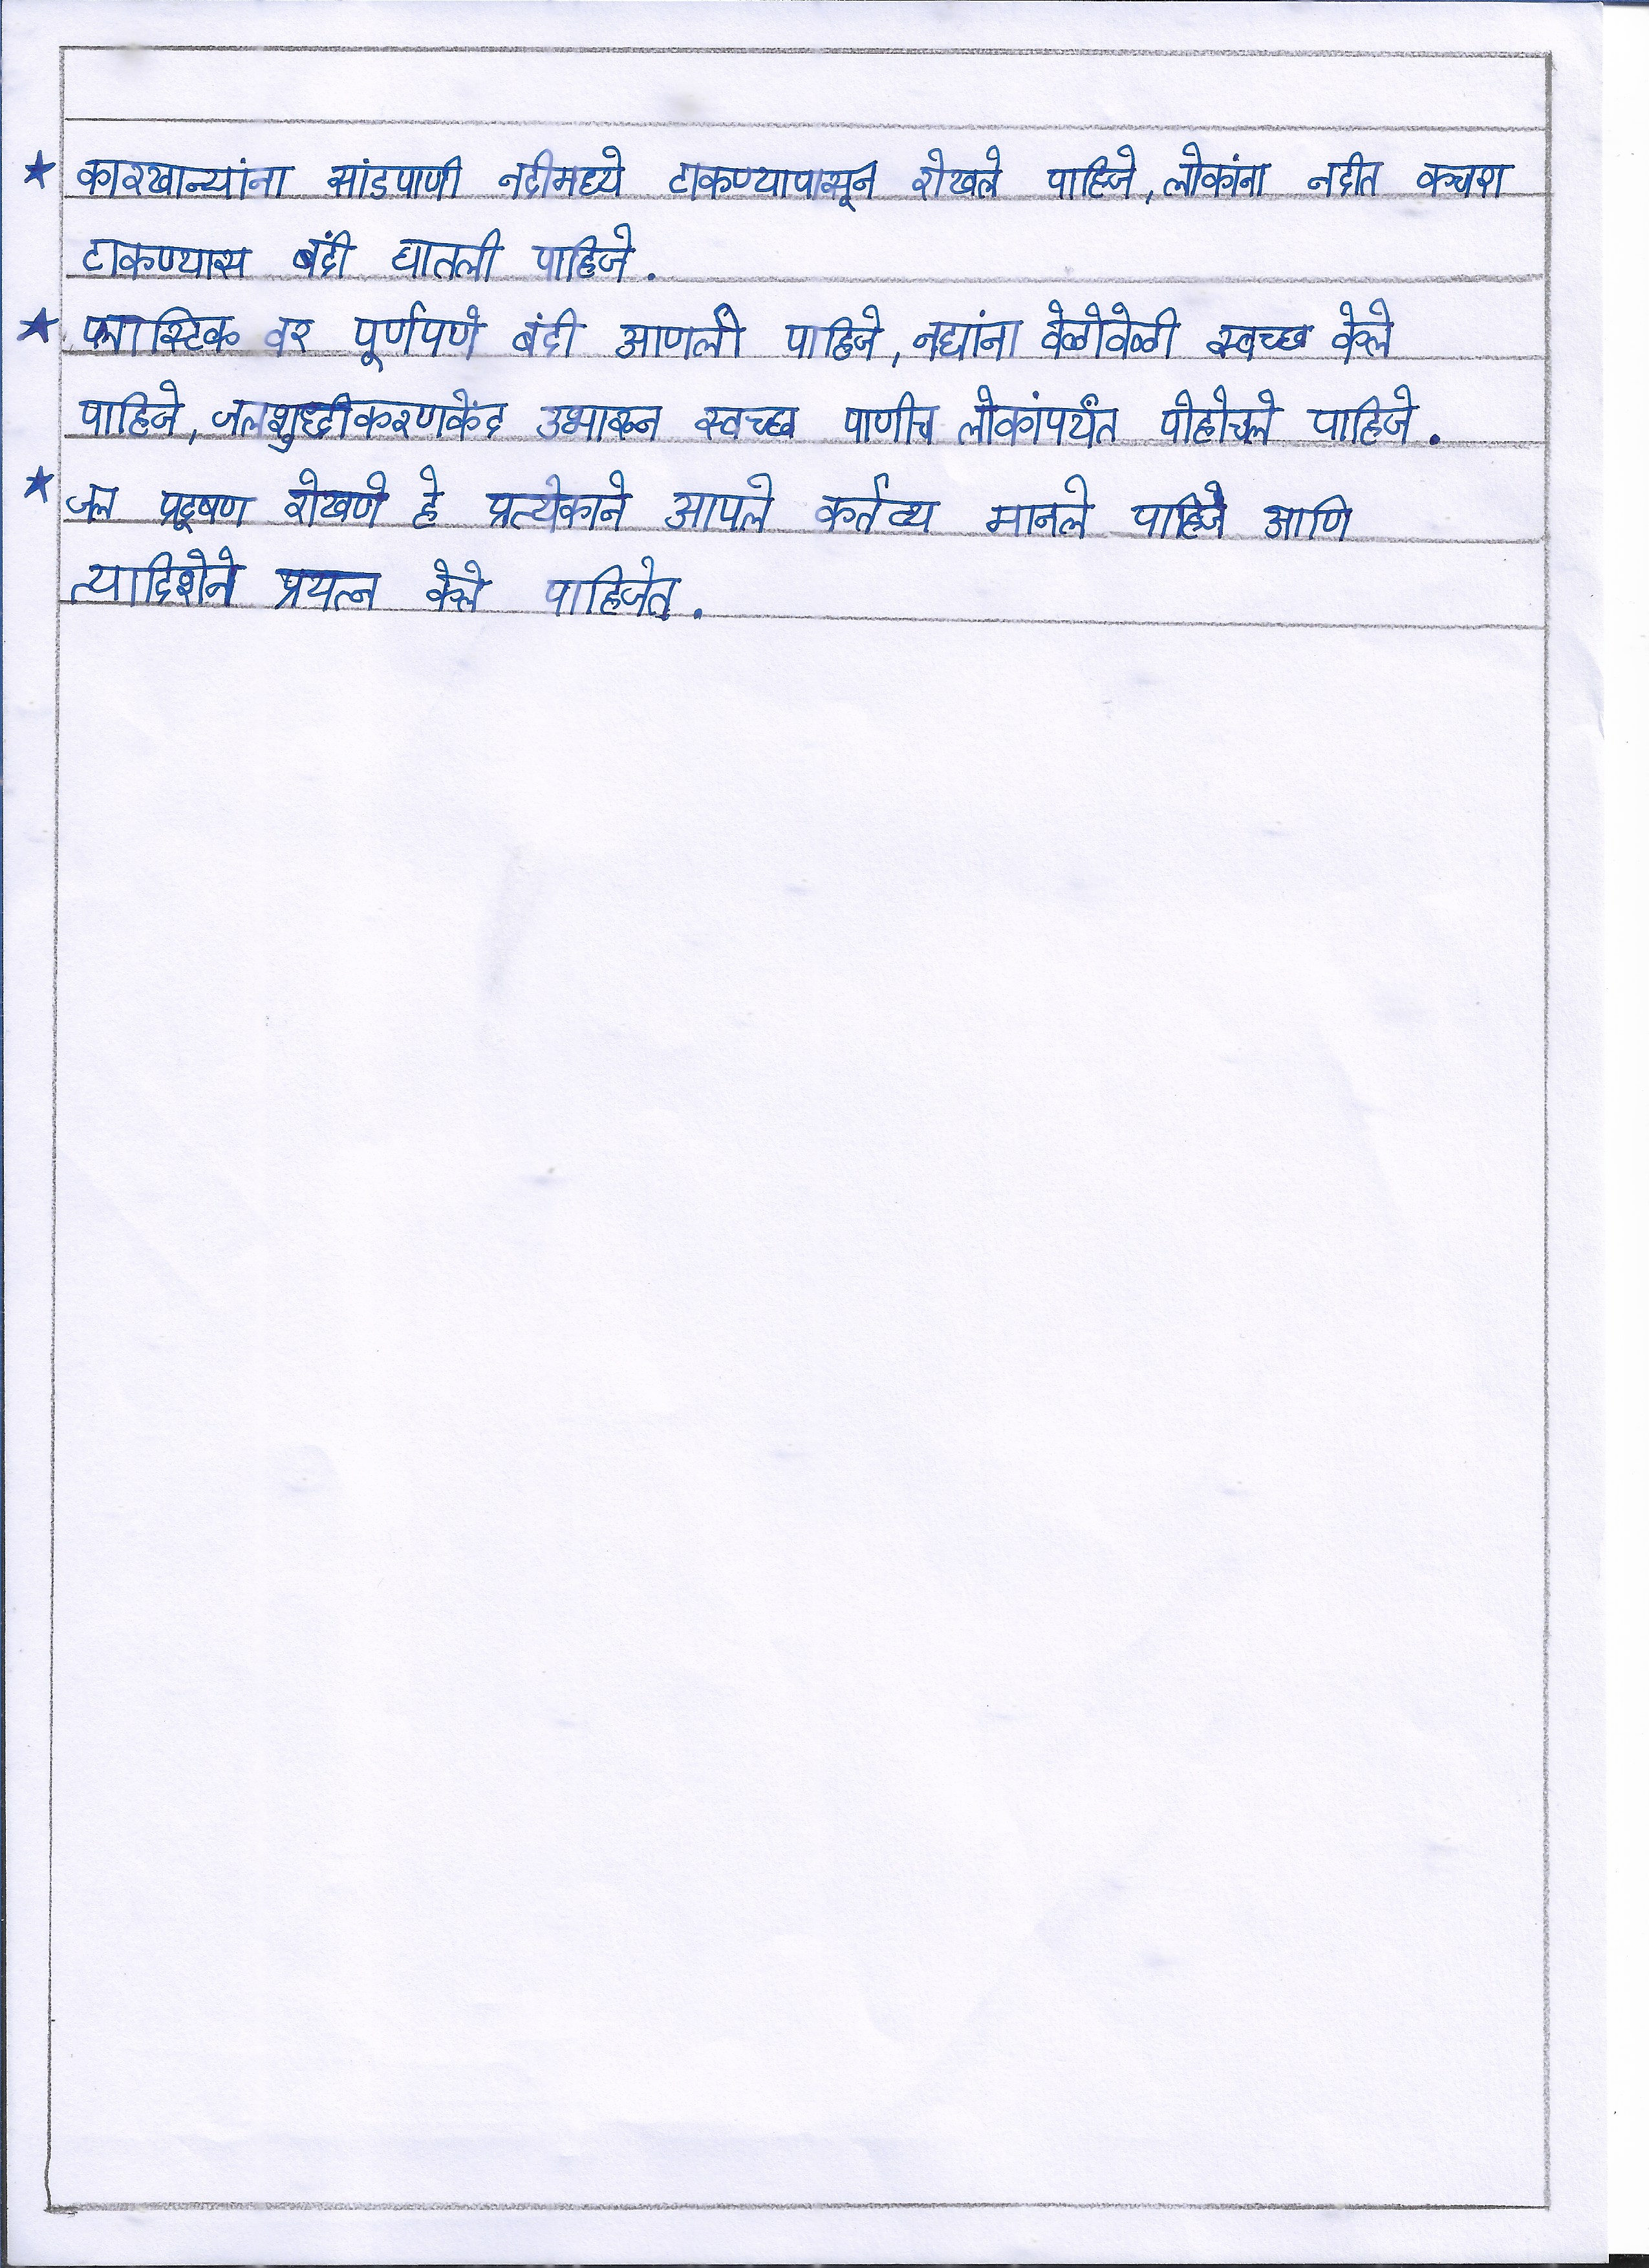 ★ कारखान्यांना सांडपाणी नदीमध्ये टाकण्यापासून रोखले पाहिजे, लोकांना नदीत कचरा
टाकण्यास बंदी घातली पाहिजे.
★ प्लास्टिक वर पूर्णपणे बंदी आणली पाहिजे, नद्यांना वेळोवेळी स्वच्छ केले
पाहिजे, जलशुद्धीकरणकेंद्र उभारून स्वच्छ पाणीच लोकांपर्यंत पोहोचले पाहिजे.
★ जल प्रदूषण रोखणे हे प्रत्येकाने आपले कर्तव्य मानले पाहिजे आणि
त्यादिशेने प्रयत्न केले पाहिजेत.